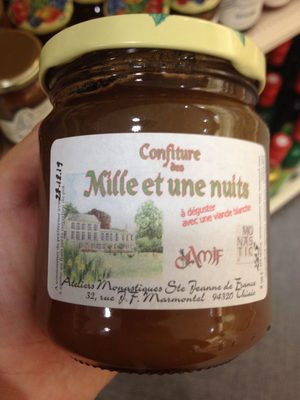 Confiture
des
Mille et une nuits
à déguster
avec une viande blanche
JAMIF
MO
NAS
TIC
Ateliers Monastiques Ste Jeanne de France
32, rue J.F. Marmontel 94320 Thiais